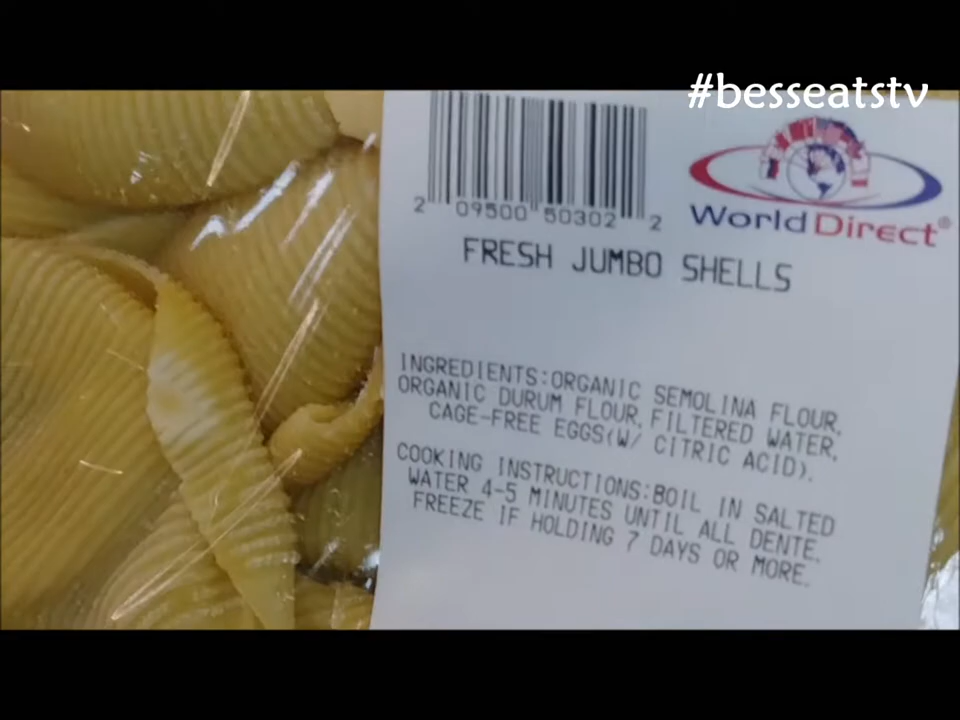 #besseatstv
2 09500 50302 2
World Direct®
FRESH JUMBO SHELLS
INGREDIENTS:ORGANIC SEMOLINA FLOUR,
ORGANIC DURUM FLOUR, FILTERED WATER,
CAGE-FREE EGGS(W/ CITRIC ACID).
COOKING INSTRUCTIONS:BOIL IN SALTED
WATER 4-5 MINUTES UNTIL ALL DENTE.
FREEZE IF HOLDING 7 DAYS OR MORE.